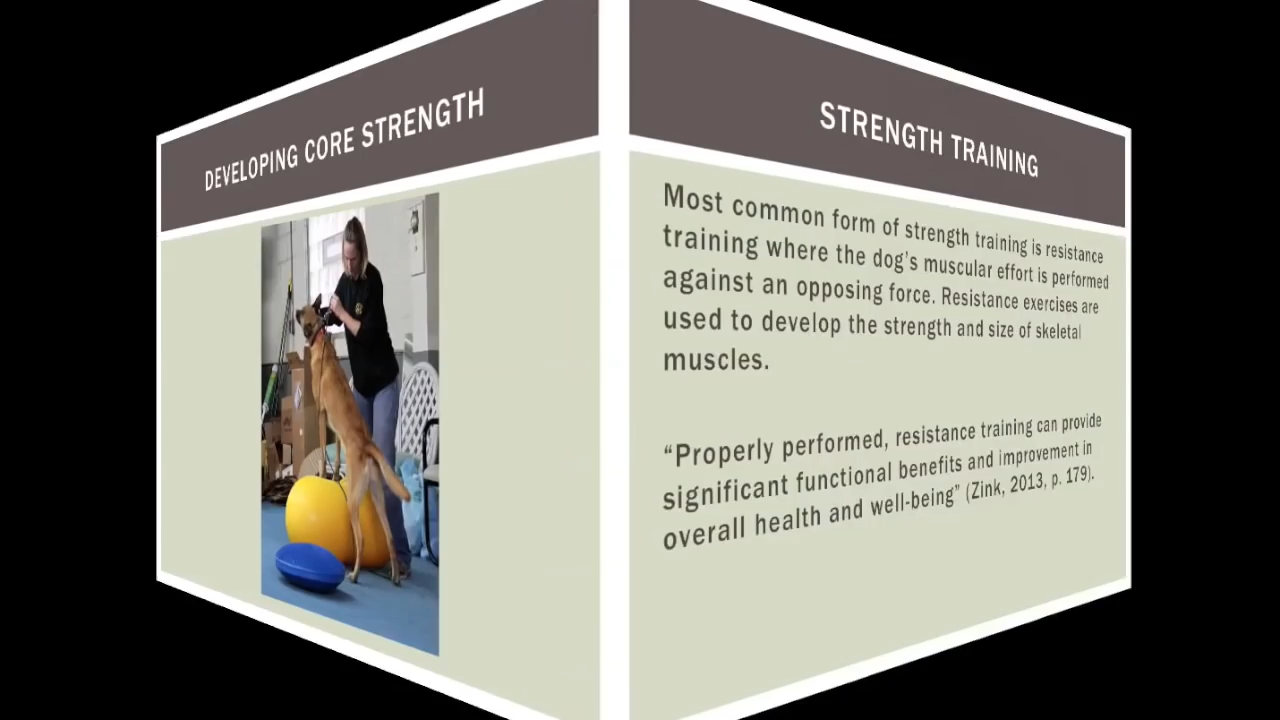 DEVELOPING CORE STRENGTH
STRENGTH TRAINING
Most common form of strength training is resistance
training where the dog's muscular effort is performed
against an opposing force. Resistance exercises are
used to develop the strength and size of skeletal
muscles.
“Properly performed, resistance training can provide
significant functional benefits and improvement in
overall health and well-being” (Zink, 2013, p. 179).